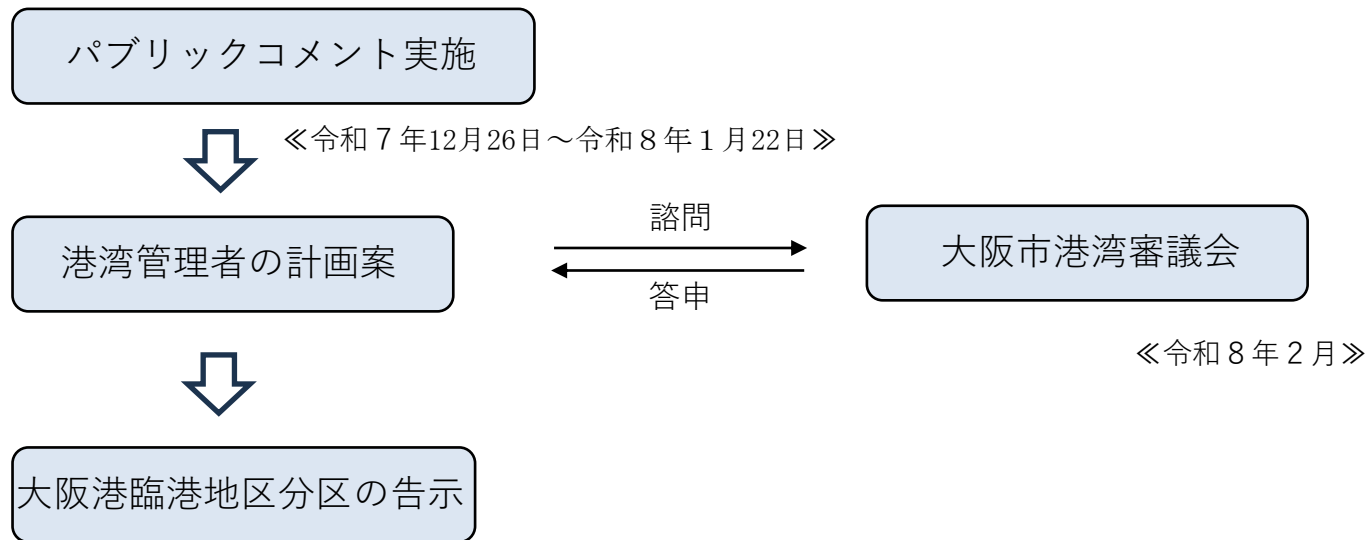 パブリックコメント実施
≪令和７年12月26日～令和８年１月22日≫
港湾管理者の計画案
諮問
答申
大阪市港湾審議会
≪令和８年２月≫
大阪港臨港地区分区の告示